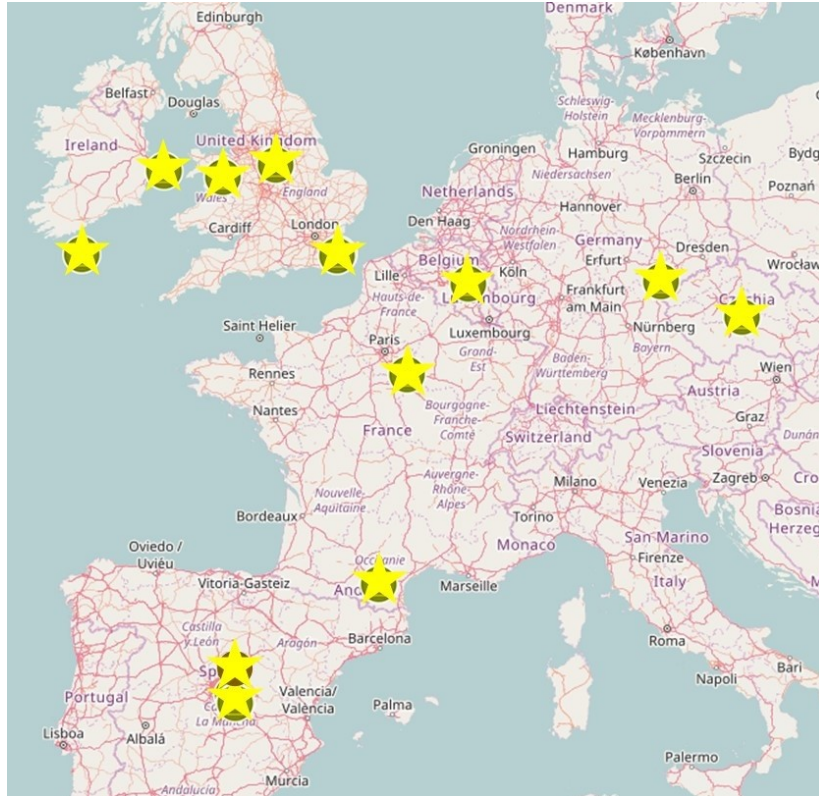 Denmark
Edinburgh
København
Belfast
Douglas
Schleswig-
Holstein
Mecklenburg-
Vorpommern
Ireland
United Kingdom
Groningen
Hamburg
Szczecin
Bydg
Niedersachsen
Berlin
Poznań
Wales
England
Netherlands
Hannover
Cardiff
London
Den Haag
Nordrhein-
Westfalen
Germany
Dresden
Belgium
Köln
Erfurt
Wrocław
Lille
Hauts-de-
France
Frankfurt
am Main
Saint Helier
Luxembourg
Nürnberg
Paris
Grand-
Est
Bayern
Rennes
Baden-
Württemberg
Wien
Austria
Nantes
Bourgogne-
Franche-
Comté
Liechtenstein
Graz
France
Switzerland
Dunán
Slovenia
Auvergne-
Rhône-
Alpes
Milano
Venezia
Zagreb
Cro
Nouvelle-
Aquitaine
Bordeaux
Torino
Bosnia
Herzeg
San Marino
Monaco
Oviedo /
Uviéu
Occitanie
Firenze
Vitoria-Gasteiz
Marseille
Italy
Castilla
y León
Aragón
Barcelona
Roma
Bari
Napoli
Portugal
Valencia/
València
Palma
La Mancha
Lisboa
Albalá
Palermo
Murcia
Andalucía